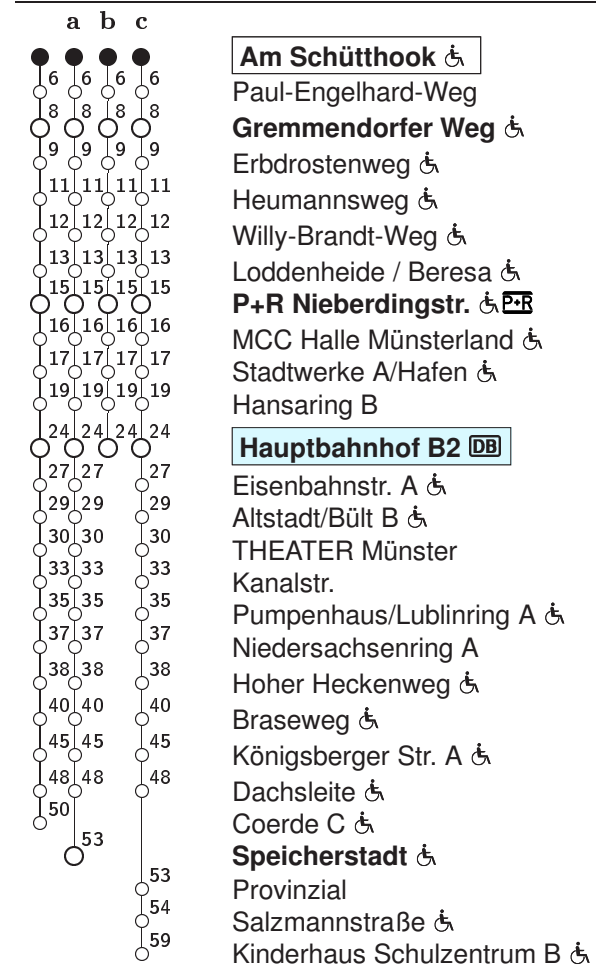 a b c
Am Schütthook
6 6 6 6
Paul-Engelhard-Weg
8 8 8 8
Gremmendorfer Weg
9 9 9 9
Erbdrostenweg
11 11 11 11
Heumannsweg
12 12 12 12
Willy-Brandt-Weg
13 13 13 13
Loddenheide / Beresa
15 15 15 15
P+R Nieberdingstr. P+R
16 16 16 16
MCC Halle Münsterland
17 17 17 17
Stadtwerke A/Hafen
19 19 19 19
Hansaring B
24 24 24 24
Hauptbahnhof B2 DB
27 27 27
Eisenbahnstr. A
29 29 29
Altstadt/Bült B
30 30 30
THEATER Münster
33 33 33
Kanalstr.
35 35 35
Pumpenhaus/Lublinring A
37 37 37
Niedersachsenring A
38 38 38
Hoher Heckenweg
40 40 40
Braseweg
45 45 45
Königsberger Str. A
48 48 48
Dachsleite
50
Coerde C
53
Speicherstadt
53
Provinzial
54
Salzmannstraße
59
Kinderhaus Schulzentrum B